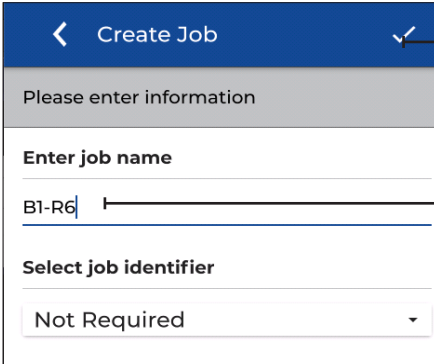 Create Job
Please enter information
Enter job name
B1-R6
Select job identifier
Not Required